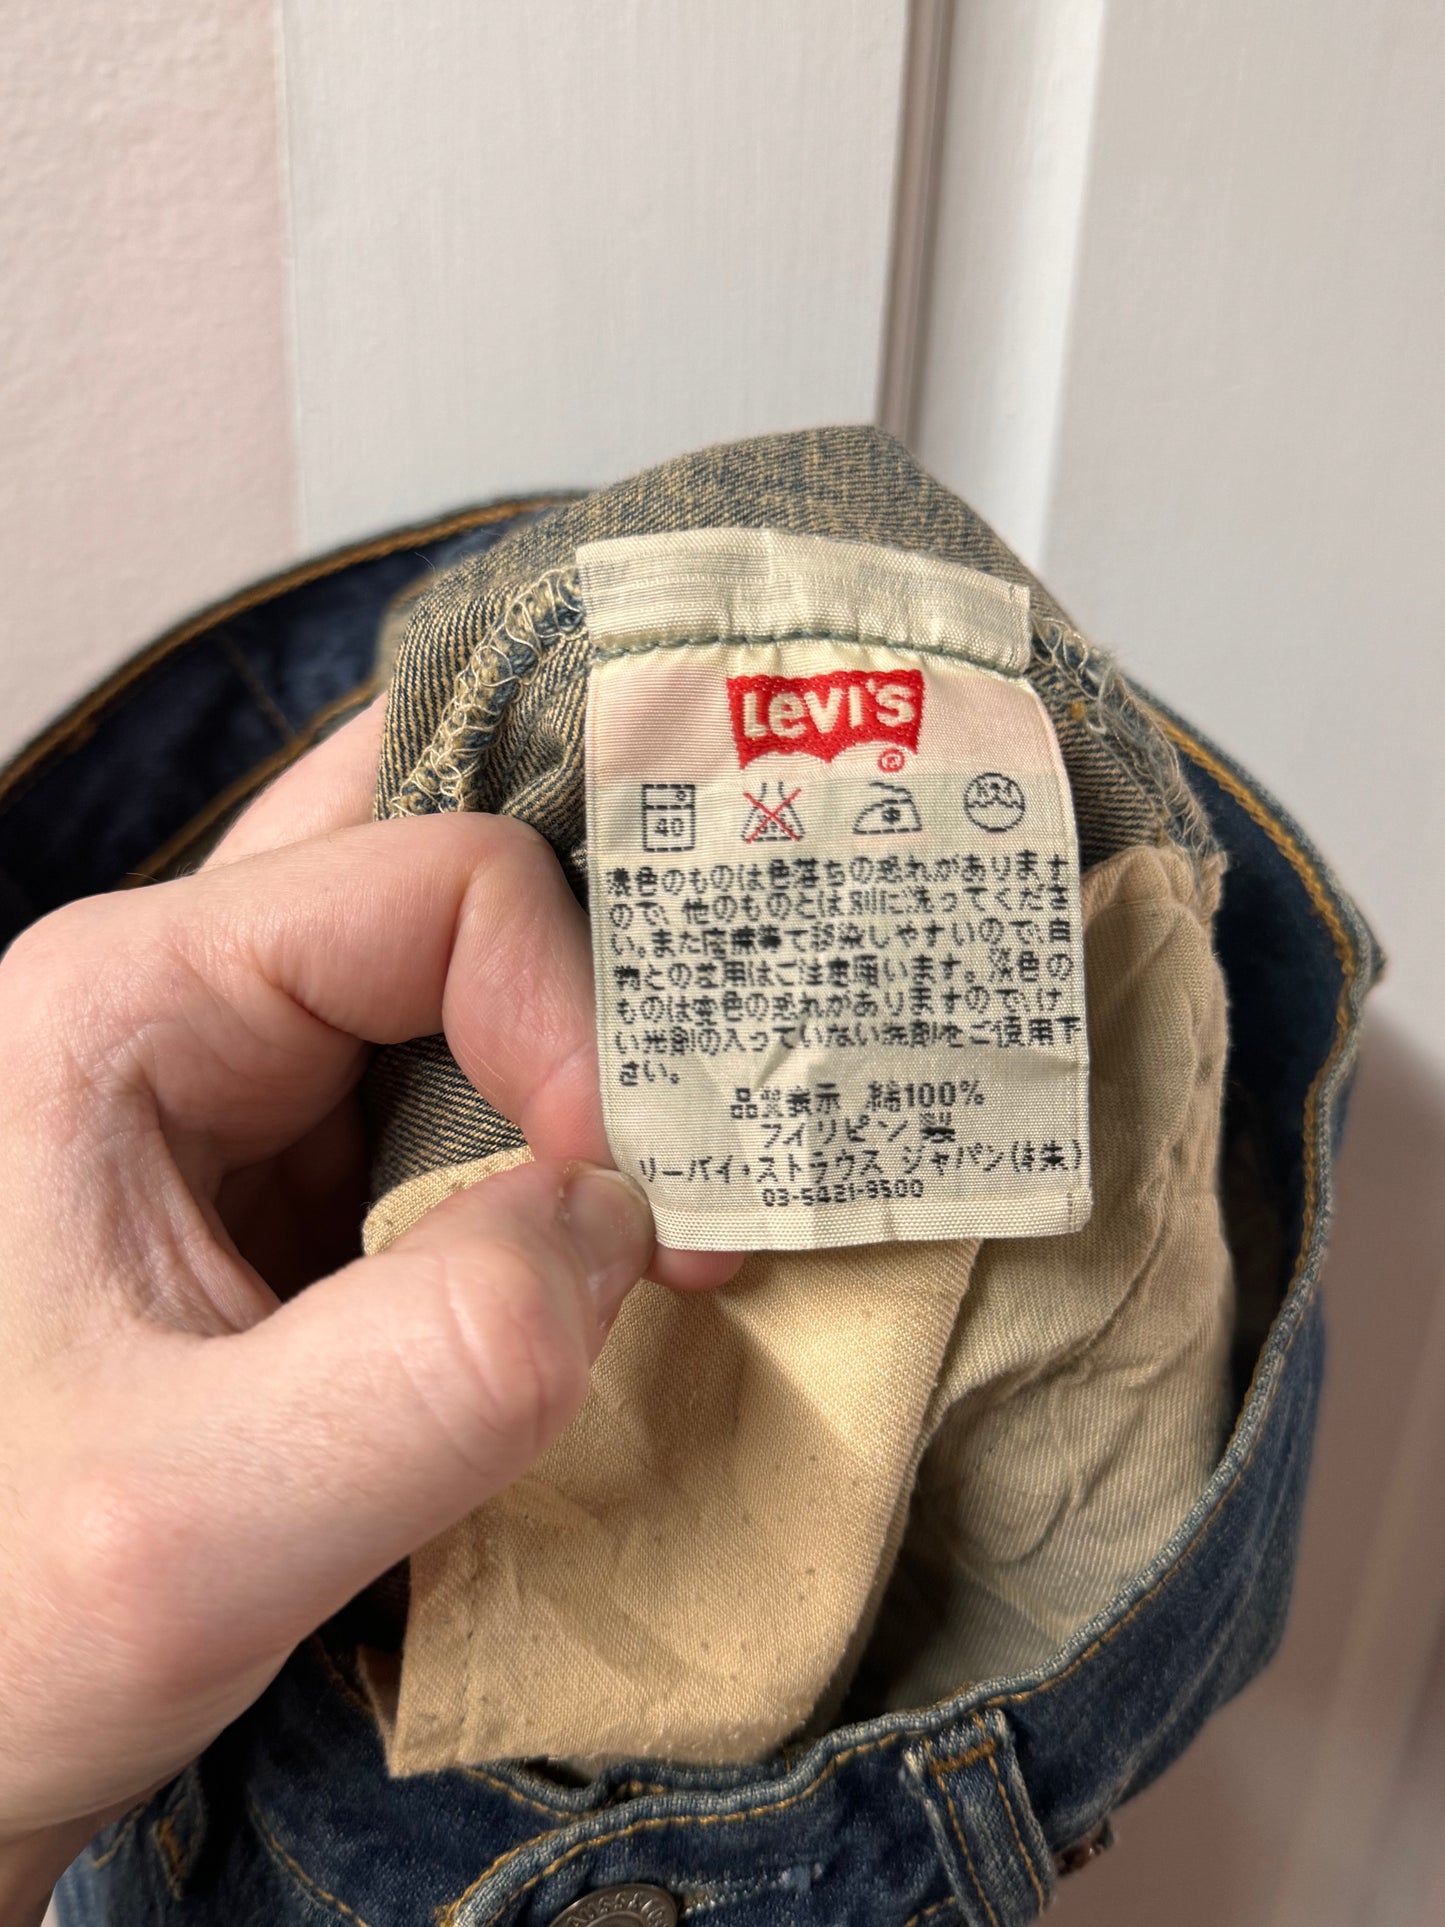 Levi's
®
40
濃色のものは色落ちの恐れがあります
ので、他のものとは別に洗ってくださ
い。また摩擦等で移染しやすいので、白
物との着用はご注意願います。淡色の
ものは変色の恐れがありますので、け
い光剤の入っていない洗剤をご使用下
さい。
品質表示 綿100%
フィリピン製
リーバイ・ストラウス ジャパン(株)
03-5421-9500